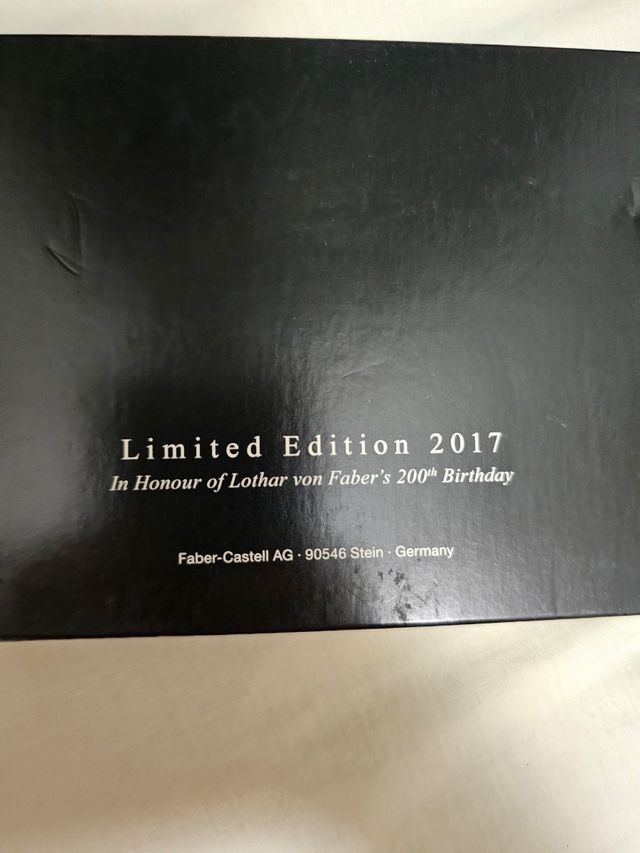 Limited Edition 2017
In Honour of Lothar von Faber's 200th Birthday
Faber-Castell AG · 90546 Stein · Germany